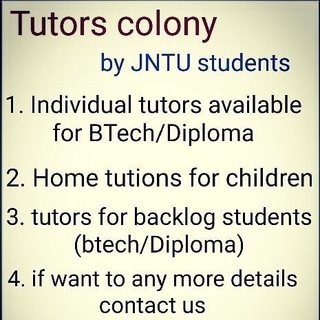 Tutors colony
by JNTU students
1. Individual tutors available
for BTech/Diploma
2. Home tutions for children
3. tutors for backlog students
(btech/Diploma)
4. if want to any more details
contact us